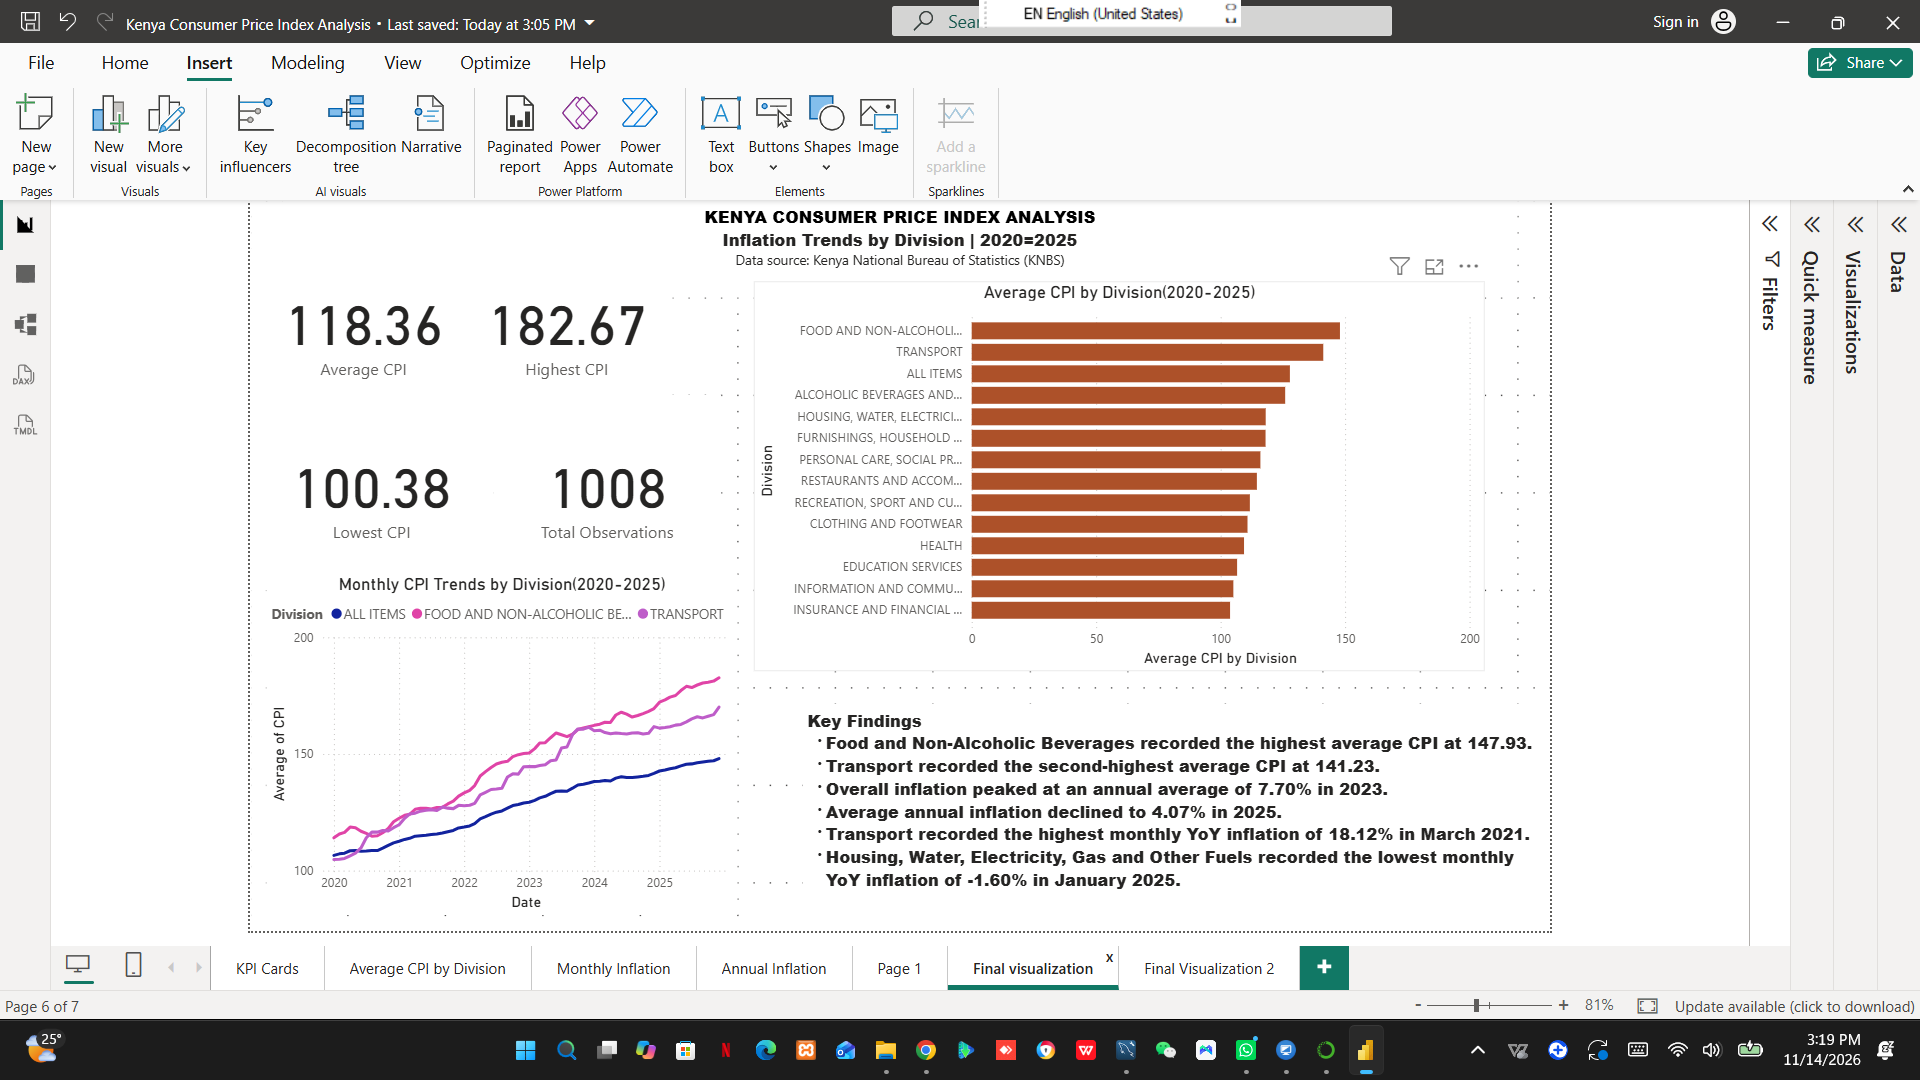 Kenya Consumer Price Index Analysis • Last saved: Today at 3:05 PM
Sear
EN English (United States)
Sign in
File
Home
Insert
Modeling
View
Optimize
Help
Share
New page
New visual
More visuals
Key influencers
Decomposition tree
Narrative
Paginated report
Power Apps
Power Automate
Text box
Buttons
Shapes
Image
Add a sparkline
Pages
Visuals
AI visuals
Power Platform
Elements
Sparklines
DAX
TMDL
KENYA CONSUMER PRICE INDEX ANALYSIS
Inflation Trends by Division | 2020=2025
Data source: Kenya National Bureau of Statistics (KNBS)
118.36
Average CPI
182.67
Highest CPI
100.38
Lowest CPI
1008
Total Observations
Average CPI by Division(2020-2025)
Division
FOOD AND NON-ALCOHOLI...
TRANSPORT
ALL ITEMS
ALCOHOLIC BEVERAGES AND...
HOUSING, WATER, ELECTRICI...
FURNISHINGS, HOUSEHOLD ...
PERSONAL CARE, SOCIAL PR...
RESTAURANTS AND ACCOM...
RECREATION, SPORT AND CU...
CLOTHING AND FOOTWEAR
HEALTH
EDUCATION SERVICES
INFORMATION AND COMMU...
INSURANCE AND FINANCIAL ...
0 50 100 150 200
Average CPI by Division
Monthly CPI Trends by Division(2020-2025)
Division ALL ITEMS FOOD AND NON-ALCOHOLIC BE... TRANSPORT
Average of CPI
200
150
100
2020 2021 2022 2023 2024 2025
Date
Key Findings
· Food and Non-Alcoholic Beverages recorded the highest average CPI at 147.93.
· Transport recorded the second-highest average CPI at 141.23.
· Overall inflation peaked at an annual average of 7.70% in 2023.
· Average annual inflation declined to 4.07% in 2025.
· Transport recorded the highest monthly YoY inflation of 18.12% in March 2021.
· Housing, Water, Electricity, Gas and Other Fuels recorded the lowest monthly
YoY inflation of -1.60% in January 2025.
Filters
Quick measure
Visualizations
Data
KPI Cards
Average CPI by Division
Monthly Inflation
Annual Inflation
Page 1
Final visualization
x
Final Visualization 2
+
Page 6 of 7
- + 81%
Update available (click to download)
25°
3:19 PM
11/14/2026